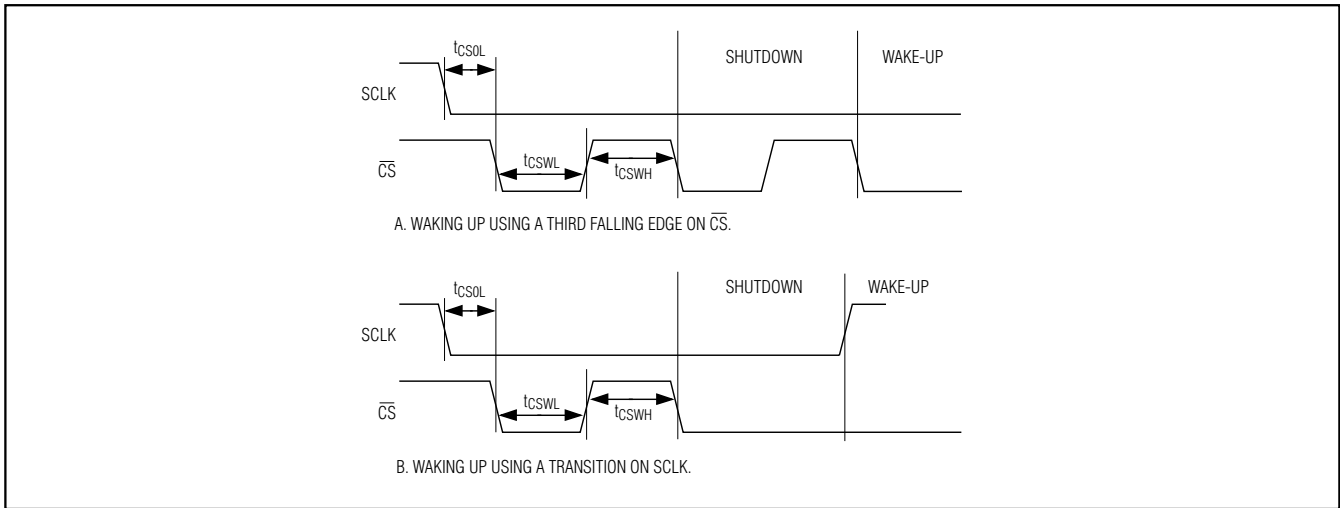 tCS0L
SHUTDOWN WAKE-UP
SCLK
tCSWL
CS
tCSWH
A. WAKING UP USING A THIRD FALLING EDGE ON CS.
tCS0L
SHUTDOWN WAKE-UP
SCLK
tCSWL
CS
tCSWH
B. WAKING UP USING A TRANSITION ON SCLK.